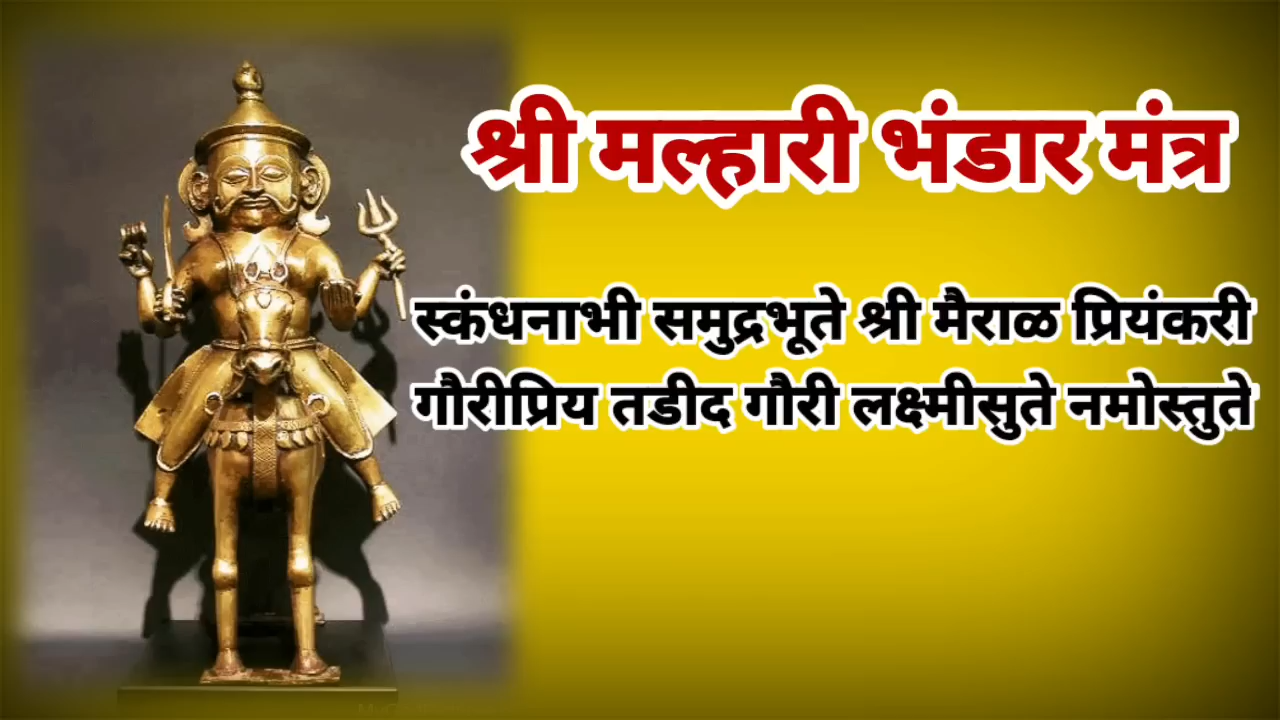 श्री मल्हारी भंडार मंत्र
स्कंधनाभी समुद्रभूते श्री मैराळ प्रियंकरी
गौरीप्रिय तडीद गौरी लक्ष्मीसुते नमोस्तुते